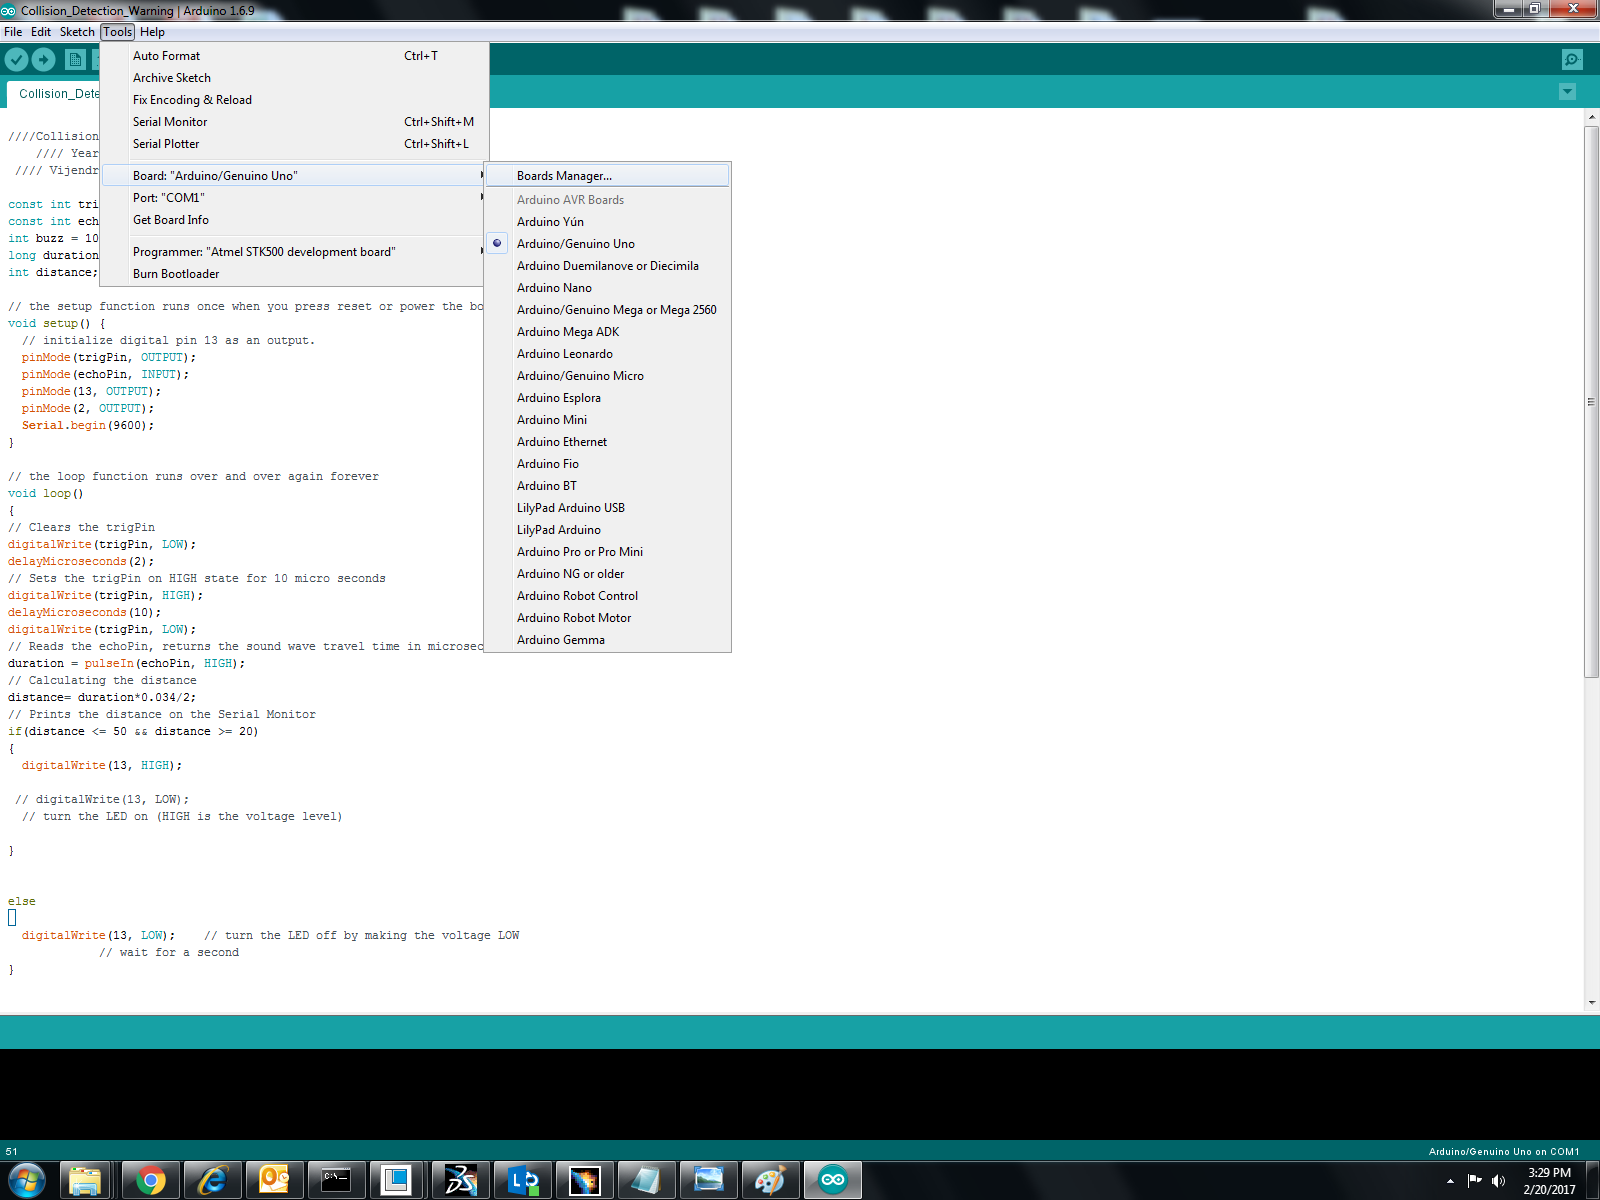 Collision_Detection_Warning | Arduino 1.6.9
File Edit Sketch Tools Help
Auto Format Ctrl+T
Archive Sketch
Fix Encoding & Reload
Serial Monitor Ctrl+Shift+M
Serial Plotter Ctrl+Shift+L
Board: "Arduino/Genuino Uno"
Port: "COM1"
Get Board Info
Programmer: "Atmel STK500 development board"
Burn Bootloader
Boards Manager...
Arduino AVR Boards
Arduino Yún
Arduino/Genuino Uno
Arduino Duemilanove or Diecimila
Arduino Nano
Arduino/Genuino Mega or Mega 2560
Arduino Mega ADK
Arduino Leonardo
Arduino/Genuino Micro
Arduino Esplora
Arduino Mini
Arduino Ethernet
Arduino Fio
Arduino BT
LilyPad Arduino USB
LilyPad Arduino
Arduino Pro or Pro Mini
Arduino NG or older
Arduino Robot Control
Arduino Robot Motor
Arduino Gemma
Collision_Dete
////Collision
//// Year
//// Vijendr
const int tri
const int ech
int buzz = 10
long duration
int distance;
// the setup function runs once when you press reset or power the bo
void setup() {
// initialize digital pin 13 as an output.
pinMode(trigPin, OUTPUT);
pinMode(echoPin, INPUT);
pinMode(13, OUTPUT);
pinMode(2, OUTPUT);
Serial.begin(9600);
}
// the loop function runs over and over again forever
void loop()
{
// Clears the trigPin
digitalWrite(trigPin, LOW);
delayMicroseconds(2);
// Sets the trigPin on HIGH state for 10 micro seconds
digitalWrite(trigPin, HIGH);
delayMicroseconds(10);
digitalWrite(trigPin, LOW);
// Reads the echoPin, returns the sound wave travel time in microsec
duration = pulseIn(echoPin, HIGH);
// Calculating the distance
distance= duration*0.034/2;
// Prints the distance on the Serial Monitor
if(distance <= 50 && distance >= 20)
{
digitalWrite(13, HIGH);
// digitalWrite(13, LOW);
// turn the LED on (HIGH is the voltage level)
}
else
digitalWrite(13, LOW); // turn the LED off by making the voltage LOW
// wait for a second
}
51
Arduino/Genuino Uno on COM1
3:29 PM
2/20/2017